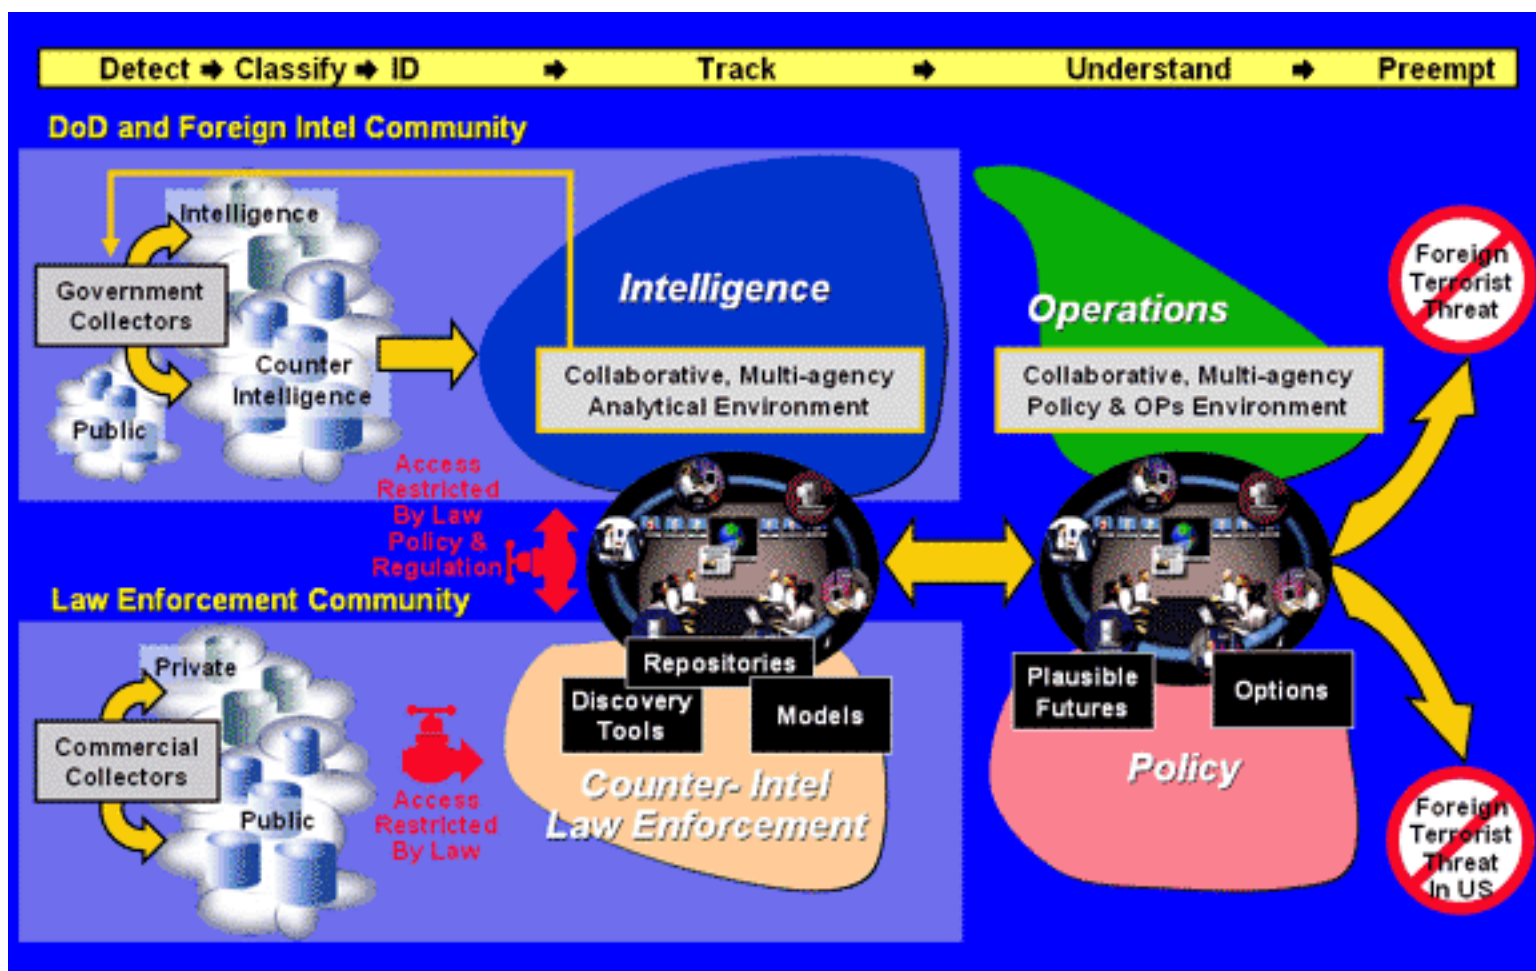 Detect → Classify → ID → Track → Understand → Preempt
DoD and Foreign Intel Community
Intelligence
Government
Collectors
Counter
Intelligence
Public
Intelligence
Collaborative, Multi-agency
Analytical Environment
Operations
Collaborative, Multi-agency
Policy & OPs Environment
Foreign
Terrorist
Threat
Access
Restricted
By Law
Policy &
Regulation
Law Enforcement Community
Private
Commercial
Collectors
Public
Access
Restricted
By Law
Repositories
Discovery
Tools
Models
Counter- Intel
Law Enforcement
Plausible
Futures
Options
Policy
Foreign
Terrorist
Threat
In US